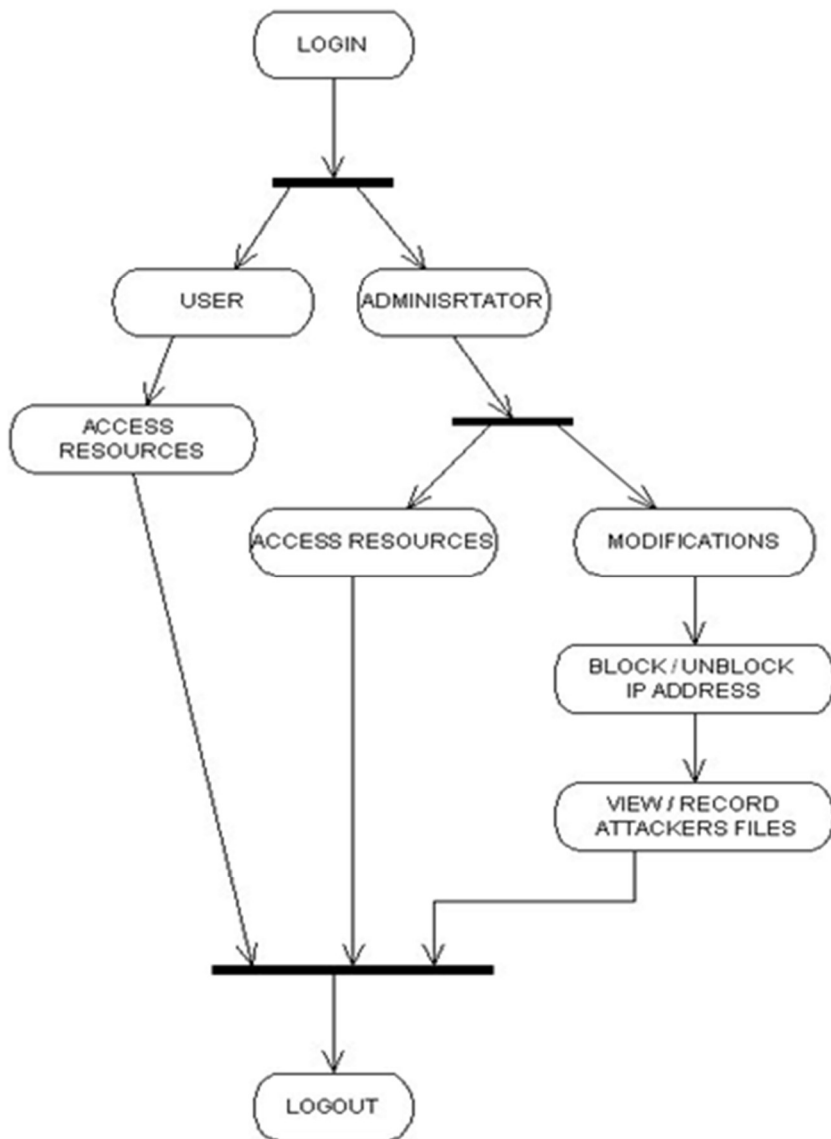 LOGIN
USER
ADMINISRTATOR
ACCESS
RESOURCES
ACCESS RESOURCES
MODIFICATIONS
BLOCK / UNBLOCK
IP ADDRESS
VIEW / RECORD
ATTACKERS FILES
LOGOUT